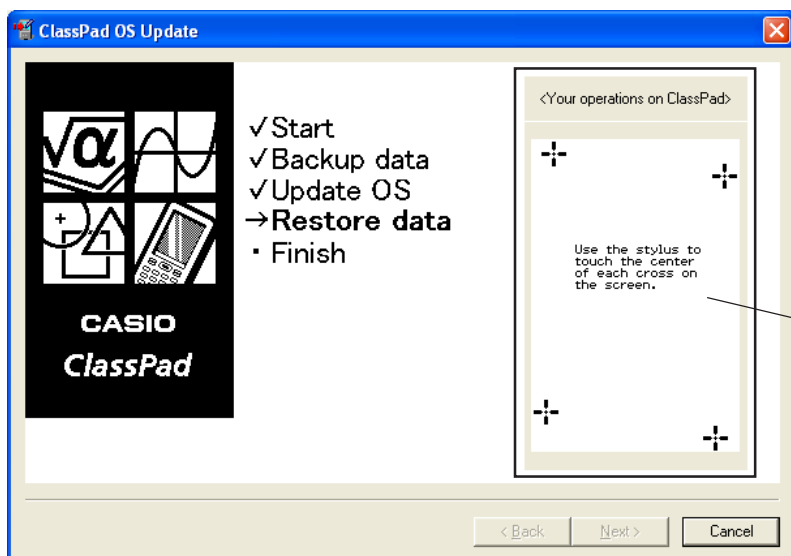 ClassPad OS Update
√α
+
CASIO
ClassPad
√Start
√Backup data
√Update OS
→Restore data
· Finish
<Your operations on ClassPad>
Use the stylus to
touch the center
of each cross on
the screen.
< Back
Next >
Cancel